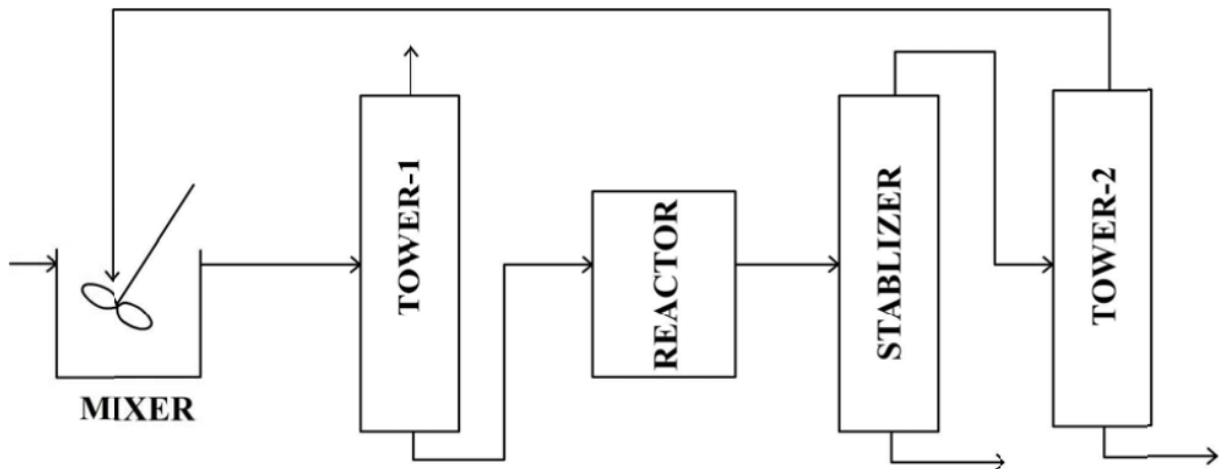 MIXER
TOWER-1
REACTOR
STABLIZER
TOWER-2